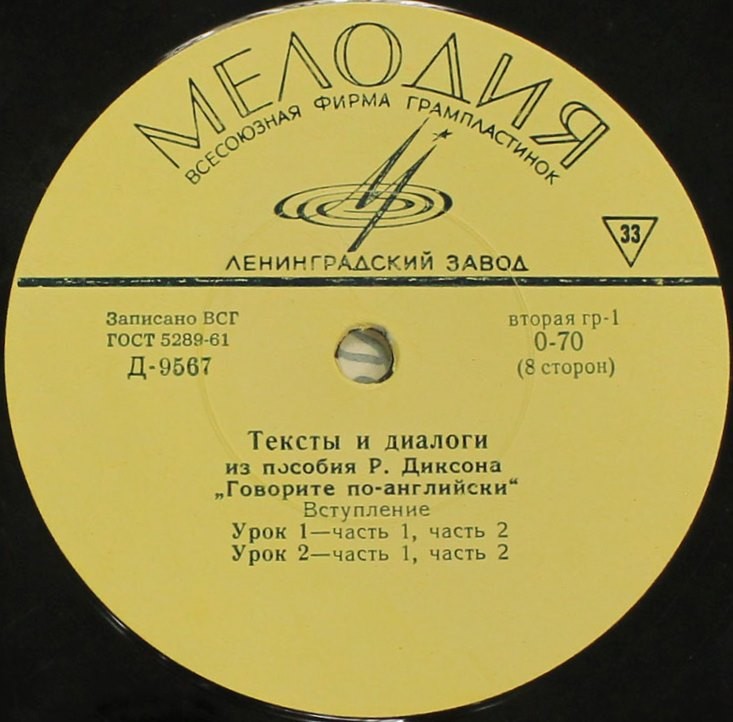 МЕЛОДИЯ
ВСЕСОЮЗНАЯ ФИРМА ГРАМПЛАСТИНОК
ЛЕНИНГРАДСКИЙ ЗАВОД
33
Записано ВСГ
ГОСТ 5289-61
Д-9567
вторая гр-1
0-70
(8 сторон)
Тексты и диалоги
из пособия Р. Диксона
„Говорите по-английски“
Вступление
Урок 1—часть 1, часть 2
Урок 2—часть 1, часть 2